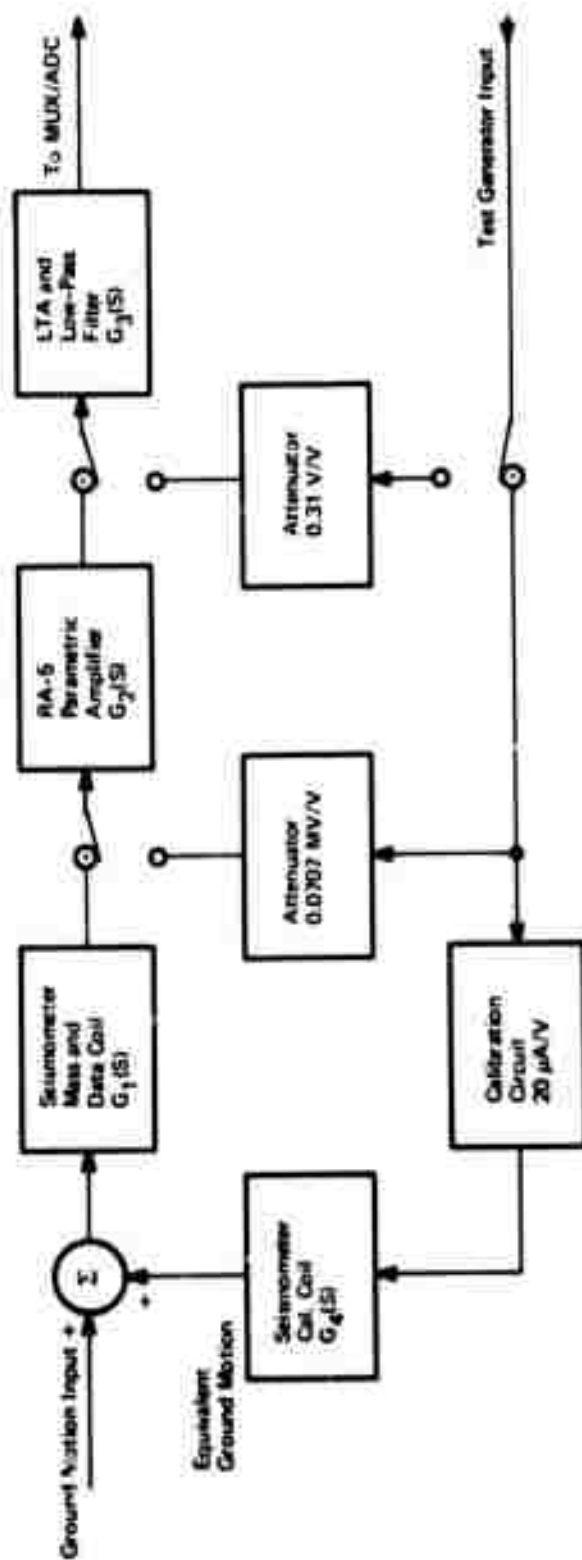 Ground Motion Input +
Σ
+
Equivalent
Ground Motion
Seismometer
Mass and
Data Coil
G1(S)
RA-5
Parametric
Amplifier
G2(S)
LTA and
Low-Pass
Filter
G3(S)
To MUX/ADC
Seismometer
Cal. Coil
G4(S)
Attenuator
0.0707 MV/V
Attenuator
0.31 V/V
Calibration
Circuit
20 μA/V
Test Generator Input